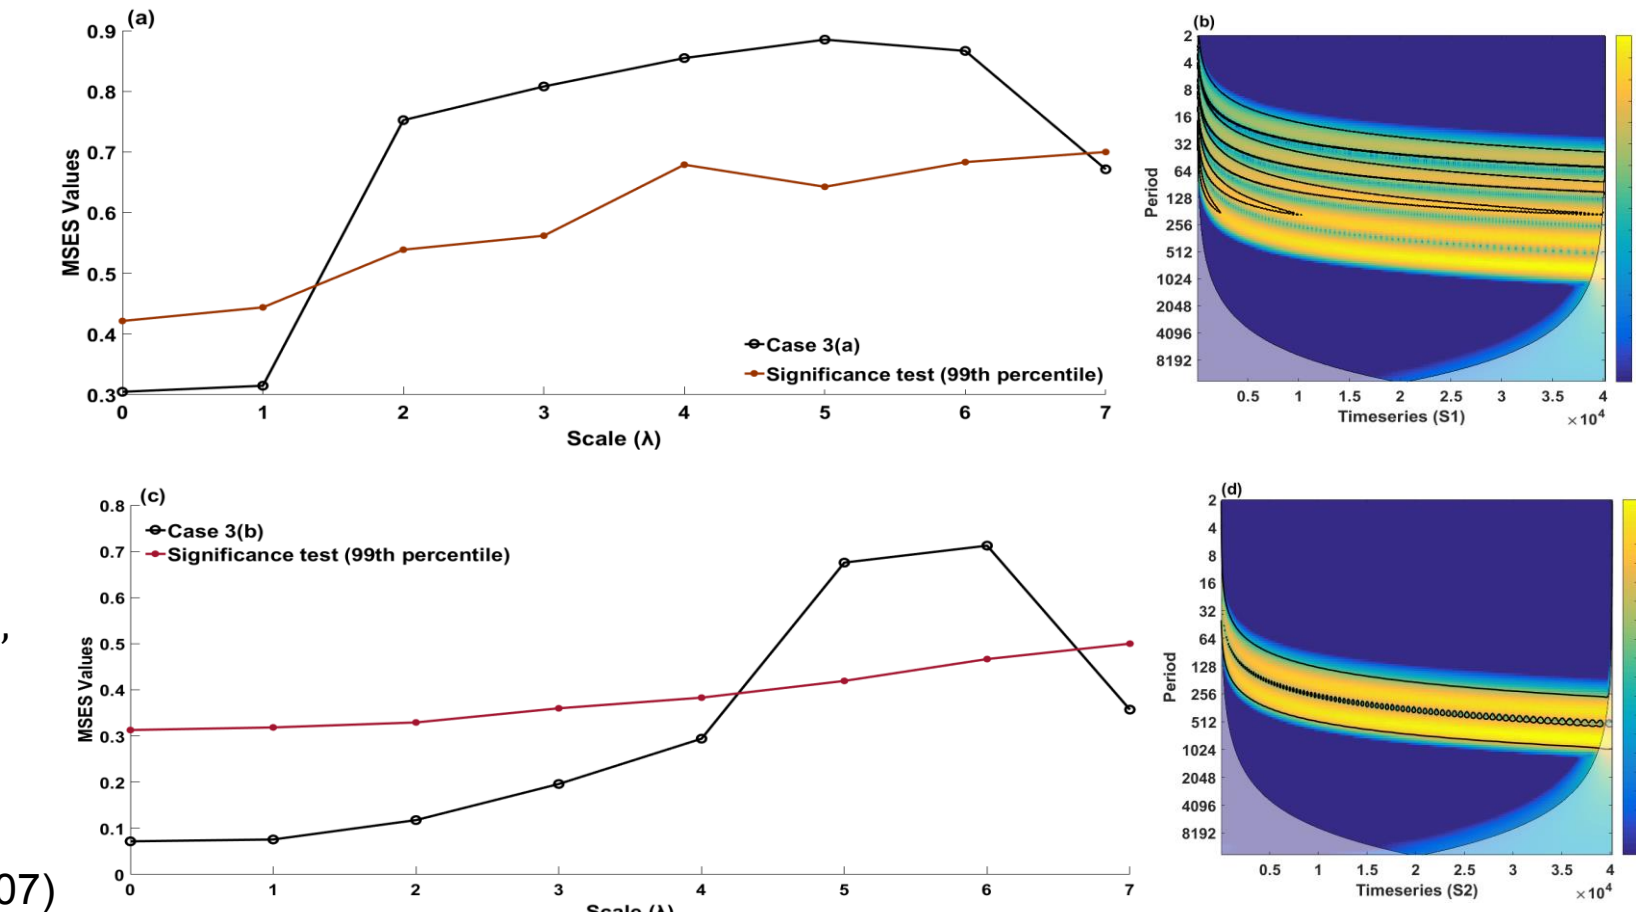 (a)
0.9
0.8
0.7
0.6
0.5
0.4
0.3
MSES Values
0 1 2 3 4 5 6 7
Scale (λ)
Case 3(a)
Significance test (99th percentile)
(b)
2
4
8
16
32
64
128
256
512
1024
2048
4096
8192
Period
0.5 1 1.5 2 2.5 3 3.5 4
Timeseries (S1)
×10⁴
(c)
0.8
0.7
0.6
0.5
0.4
0.3
0.2
0.1
0
MSES Values
Case 3(b)
Significance test (99th percentile)
0 1 2 3 4 5 6 7
Scale (λ)
(d)
2
4
8
16
32
64
128
256
512
1024
2048
4096
8192
Period
0.5 1 1.5 2 2.5 3 3.5 4
Timeseries (S2)
×10⁴
,
07)